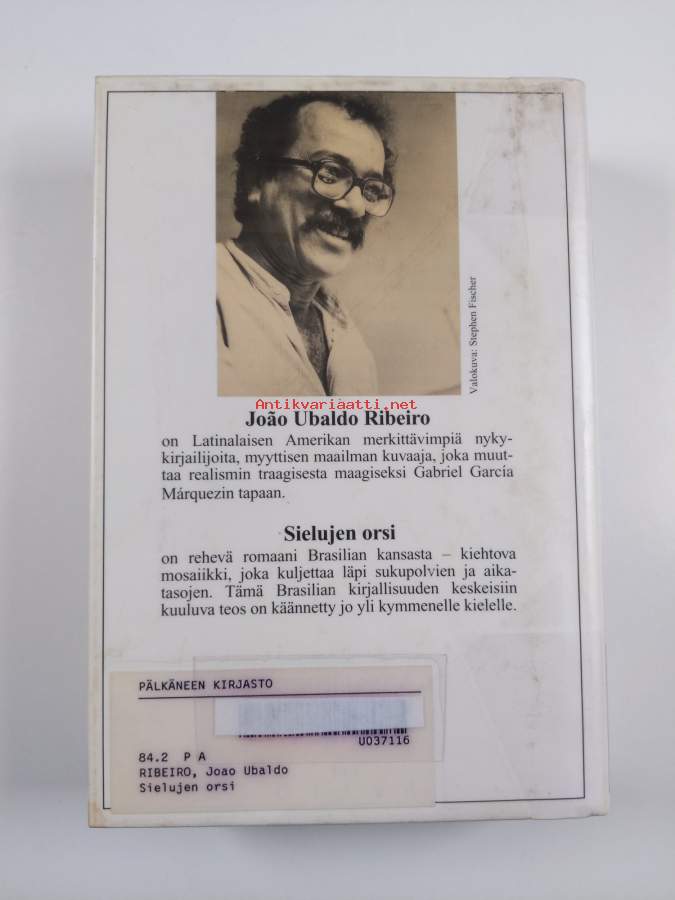 Valokuva: Stephen Fischer
Antikvariaatti.net
João Ubaldo Ribeiro
on Latinalaisen Amerikan merkittävimpiä nyky-
kirjailijoita, myyttisen maailman kuvaaja, joka muut-
taa realismin traagisesta maagiseksi Gabriel García
Márquezin tapaan.
Sielujen orsi
on rehevä romaani Brasilian kansasta – kiehtova
mosaiikki, joka kuljettaa läpi sukupolvien ja aika-
tasojen. Tämä Brasilian kirjallisuuden keskeisiin
kuuluva teos on käännetty jo yli kymmenelle kielelle.
PÄLKÄNEEN KIRJASTO
U037116
84.2 P A
RIBEIRO, Joao Ubaldo
Sielujen orsi